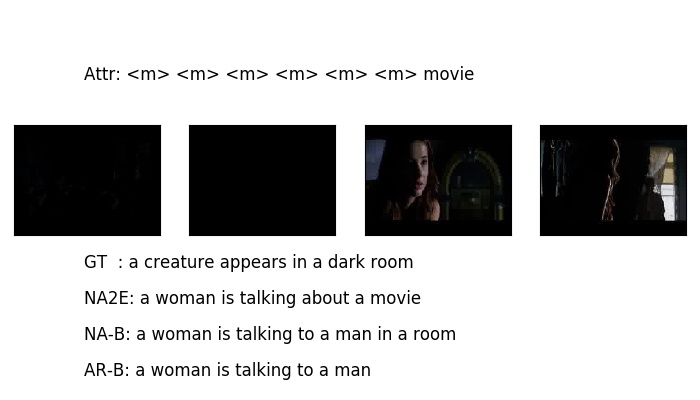 Attr: <m> <m> <m> <m> <m> <m> movie
GT : a creature appears in a dark room
NA2E: a woman is talking about a movie
NA-B: a woman is talking to a man in a room
AR-B: a woman is talking to a man